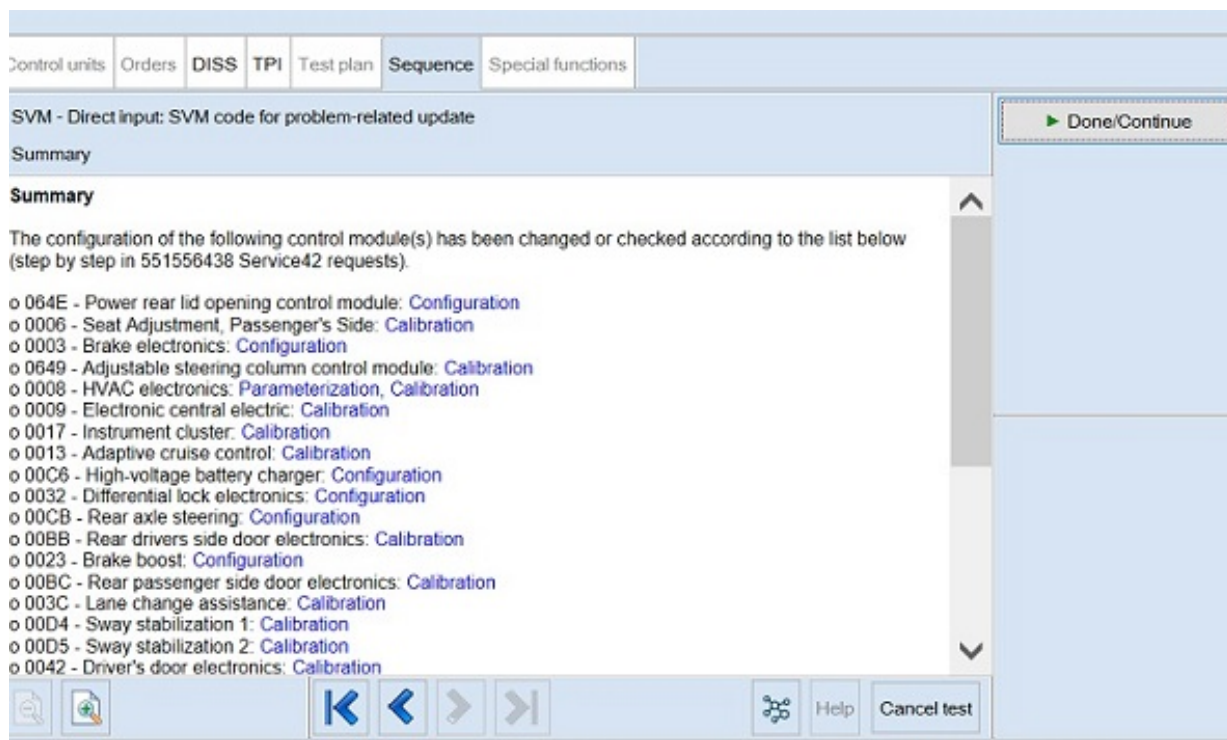 Control units Orders DISS TPI Test plan Sequence Special functions
SVM - Direct input: SVM code for problem-related update
Done/Continue
Summary
Summary
The configuration of the following control module(s) has been changed or checked according to the list below
(step by step in 551556438 Service42 requests).
o 064E - Power rear lid opening control module: Configuration
o 0006 - Seat Adjustment, Passenger's Side: Calibration
o 0003 - Brake electronics: Configuration
o 0649 - Adjustable steering column control module: Calibration
o 0008 - HVAC electronics: Parameterization, Calibration
o 0009 - Electronic central electric: Calibration
o 0017 - Instrument cluster: Calibration
o 0013 - Adaptive cruise control: Calibration
o 00C6 - High-voltage battery charger: Configuration
o 0032 - Differential lock electronics: Configuration
o 00CB - Rear axle steering: Configuration
o 00BB - Rear drivers side door electronics: Calibration
o 0023 - Brake boost: Configuration
o 00BC - Rear passenger side door electronics: Calibration
o 003C - Lane change assistance: Calibration
o 00D4 - Sway stabilization 1: Calibration
o 00D5 - Sway stabilization 2: Calibration
o 0042 - Driver's door electronics: Calibration
Help Cancel test